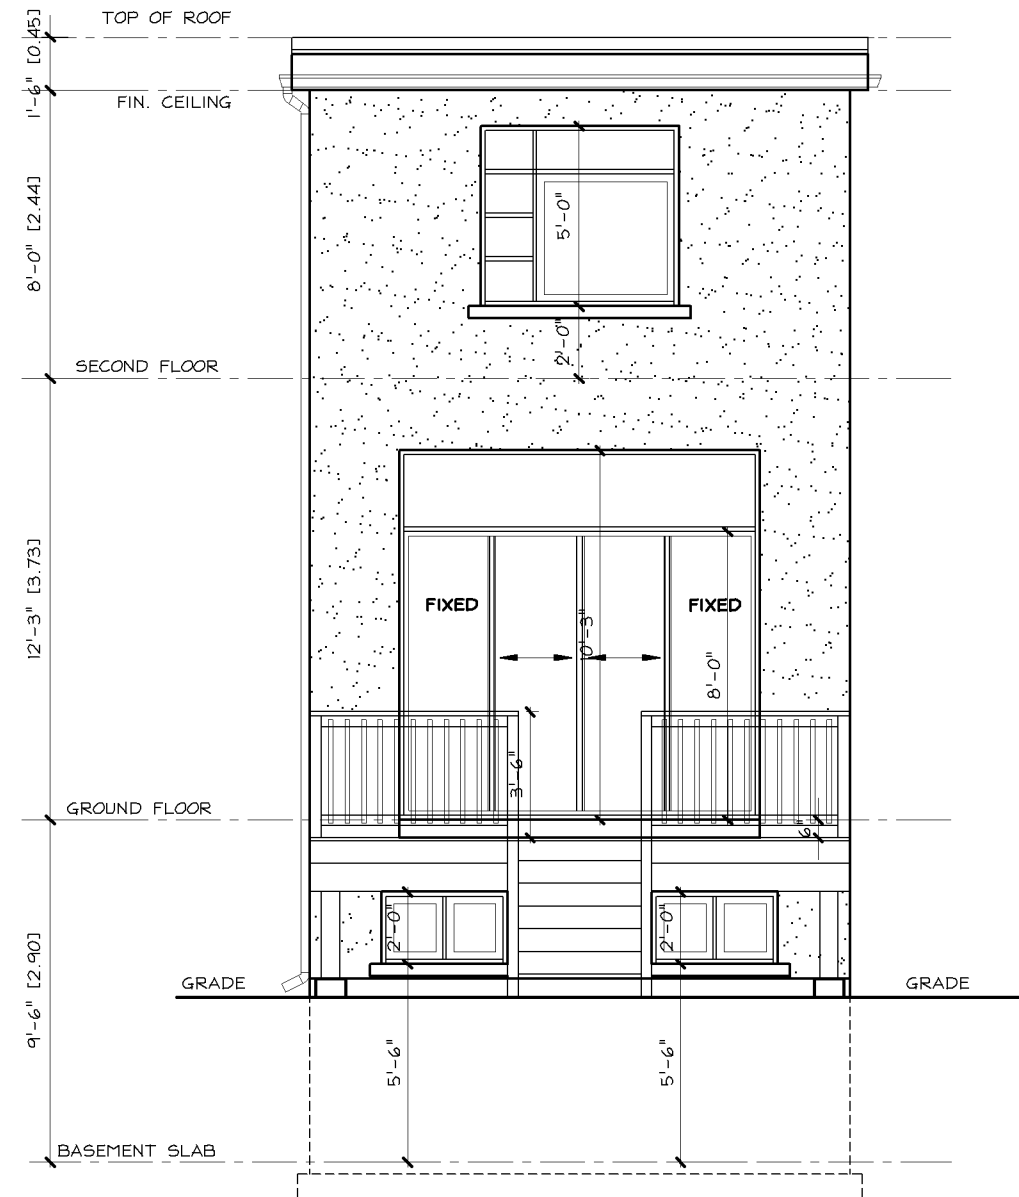 TOP OF ROOF
1'-6" [0.45]
FIN. CEILING
8'-0" [2.44]
5'-0"
2'-0"
SECOND FLOOR
12'-3" [3.73]
FIXED
FIXED
10'-3"
8'-0"
3'-6"
GROUND FLOOR
6"
2'-0"
2'-0"
9'-6" [2.90]
GRADE
GRADE
5'-6"
5'-6"
BASEMENT SLAB